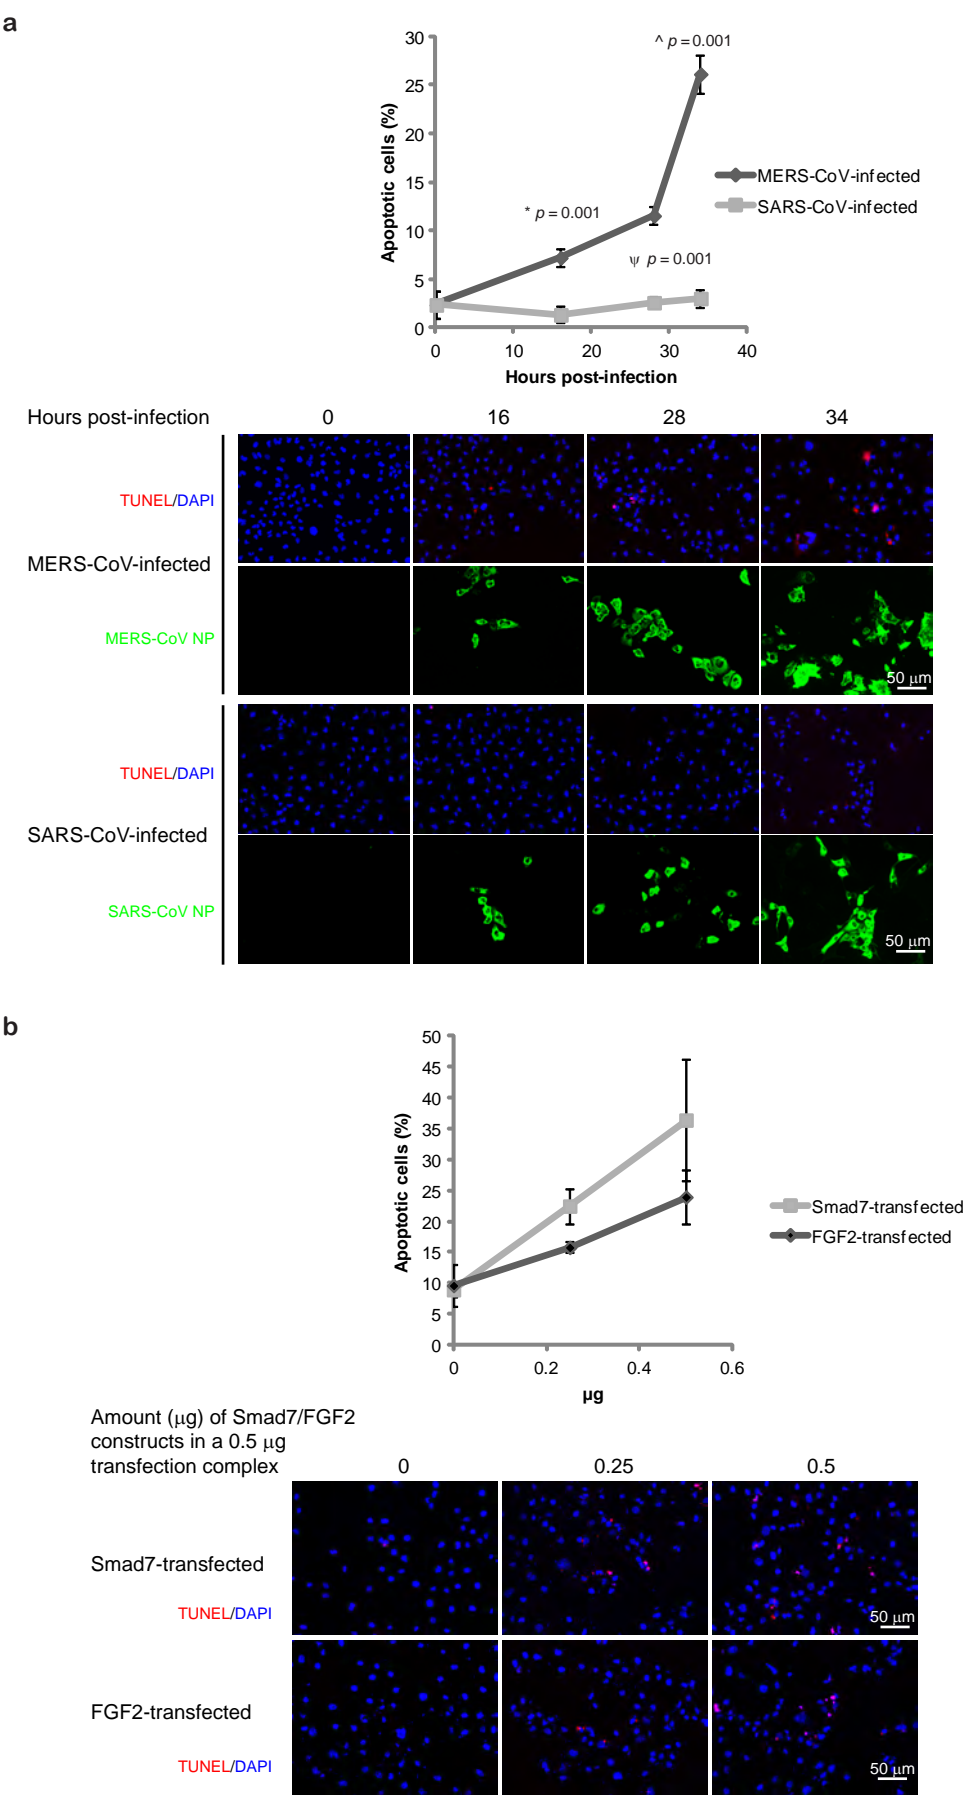 a
30
25
20
15
10
5
0
Apoptotic cells (%)
^ p = 0.001
* p = 0.001
ψ p = 0.001
MERS-CoV-infected
SARS-CoV-infected
0 10 20 30 40
Hours post-infection
Hours post-infection 0 16 28 34
TUNEL/DAPI
MERS-CoV-infected
MERS-CoV NP
50 µm
TUNEL/DAPI
SARS-CoV-infected
SARS-CoV NP
50 µm
b
50
45
40
35
30
25
20
15
10
5
0
Apoptotic cells (%)
Smad7-transfected
FGF2-transfected
0 0.2 0.4 0.6
µg
Amount (µg) of Smad7/FGF2
constructs in a 0.5 µg
transfection complex 0 0.25 0.5
Smad7-transfected
TUNEL/DAPI
50 µm
FGF2-transfected
TUNEL/DAPI
50 µm